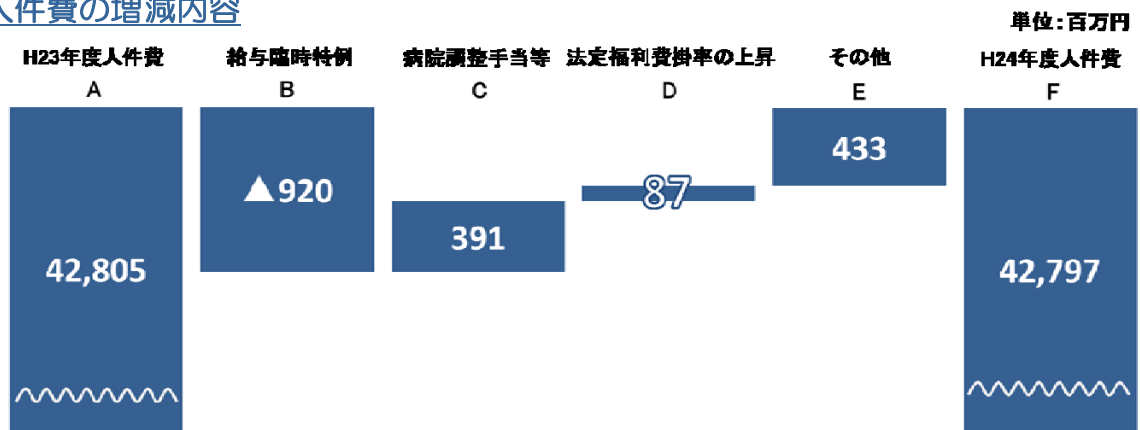 人件費の増減内容
単位:百万円
H23年度人件費 給与臨時特例 病院調整手当等 法定福利費掛率の上昇 その他 H24年度人件費
A B C D E F
42,805 ▲920 391 87 433 42,797